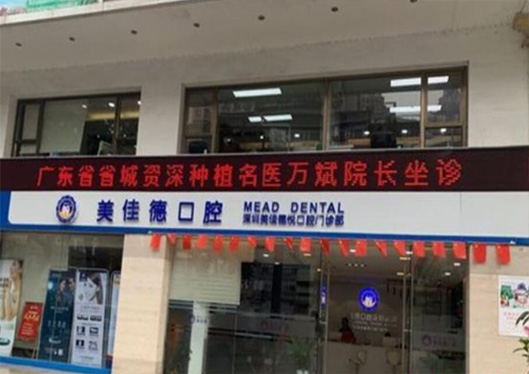 广东省省城资深种植名医万斌院长坐诊
美佳德口腔
MEAD DENTAL
深圳美佳德悦口腔门诊部